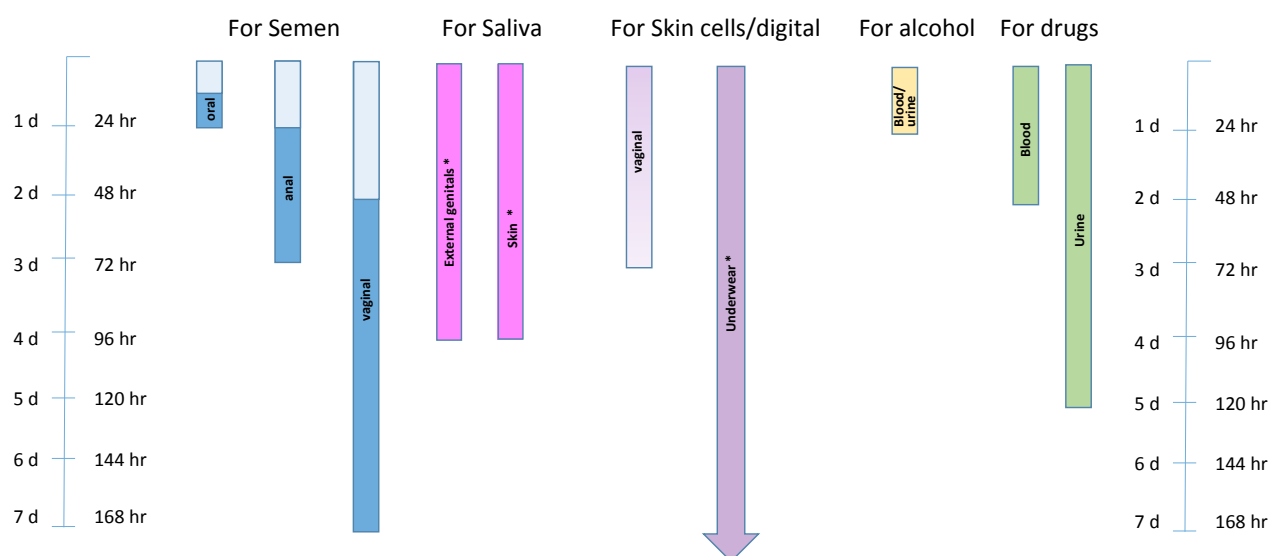 For Semen
For Saliva
For Skin cells/digital
For alcohol
For drugs
oral
anal
vaginal
External genitals *
Skin *
vaginal
Underwear *
Blood/
urine
Blood
Urine
1 d 24 hr
2 d 48 hr
3 d 72 hr
4 d 96 hr
5 d 120 hr
6 d 144 hr
7 d 168 hr
1 d 24 hr
2 d 48 hr
3 d 72 hr
4 d 96 hr
5 d 120 hr
6 d 144 hr
7 d 168 hr